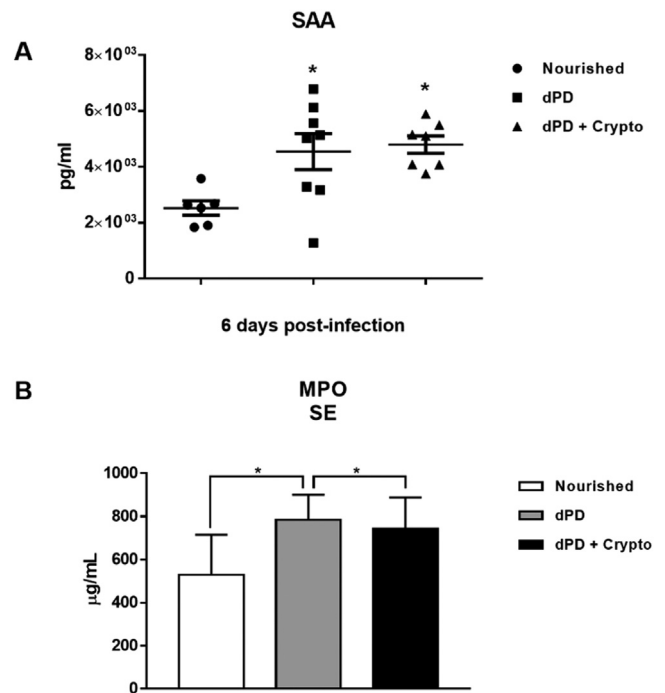 SAA
A
8×10⁰³
6×10⁰³
4×10⁰³
2×10⁰³
0
pg/ml
* *
Nourished
dPD
dPD + Crypto
6 days post-infection
B
MPO
SE
1000
800
600
400
200
0
µg/mL
* *
Nourished
dPD
dPD + Crypto